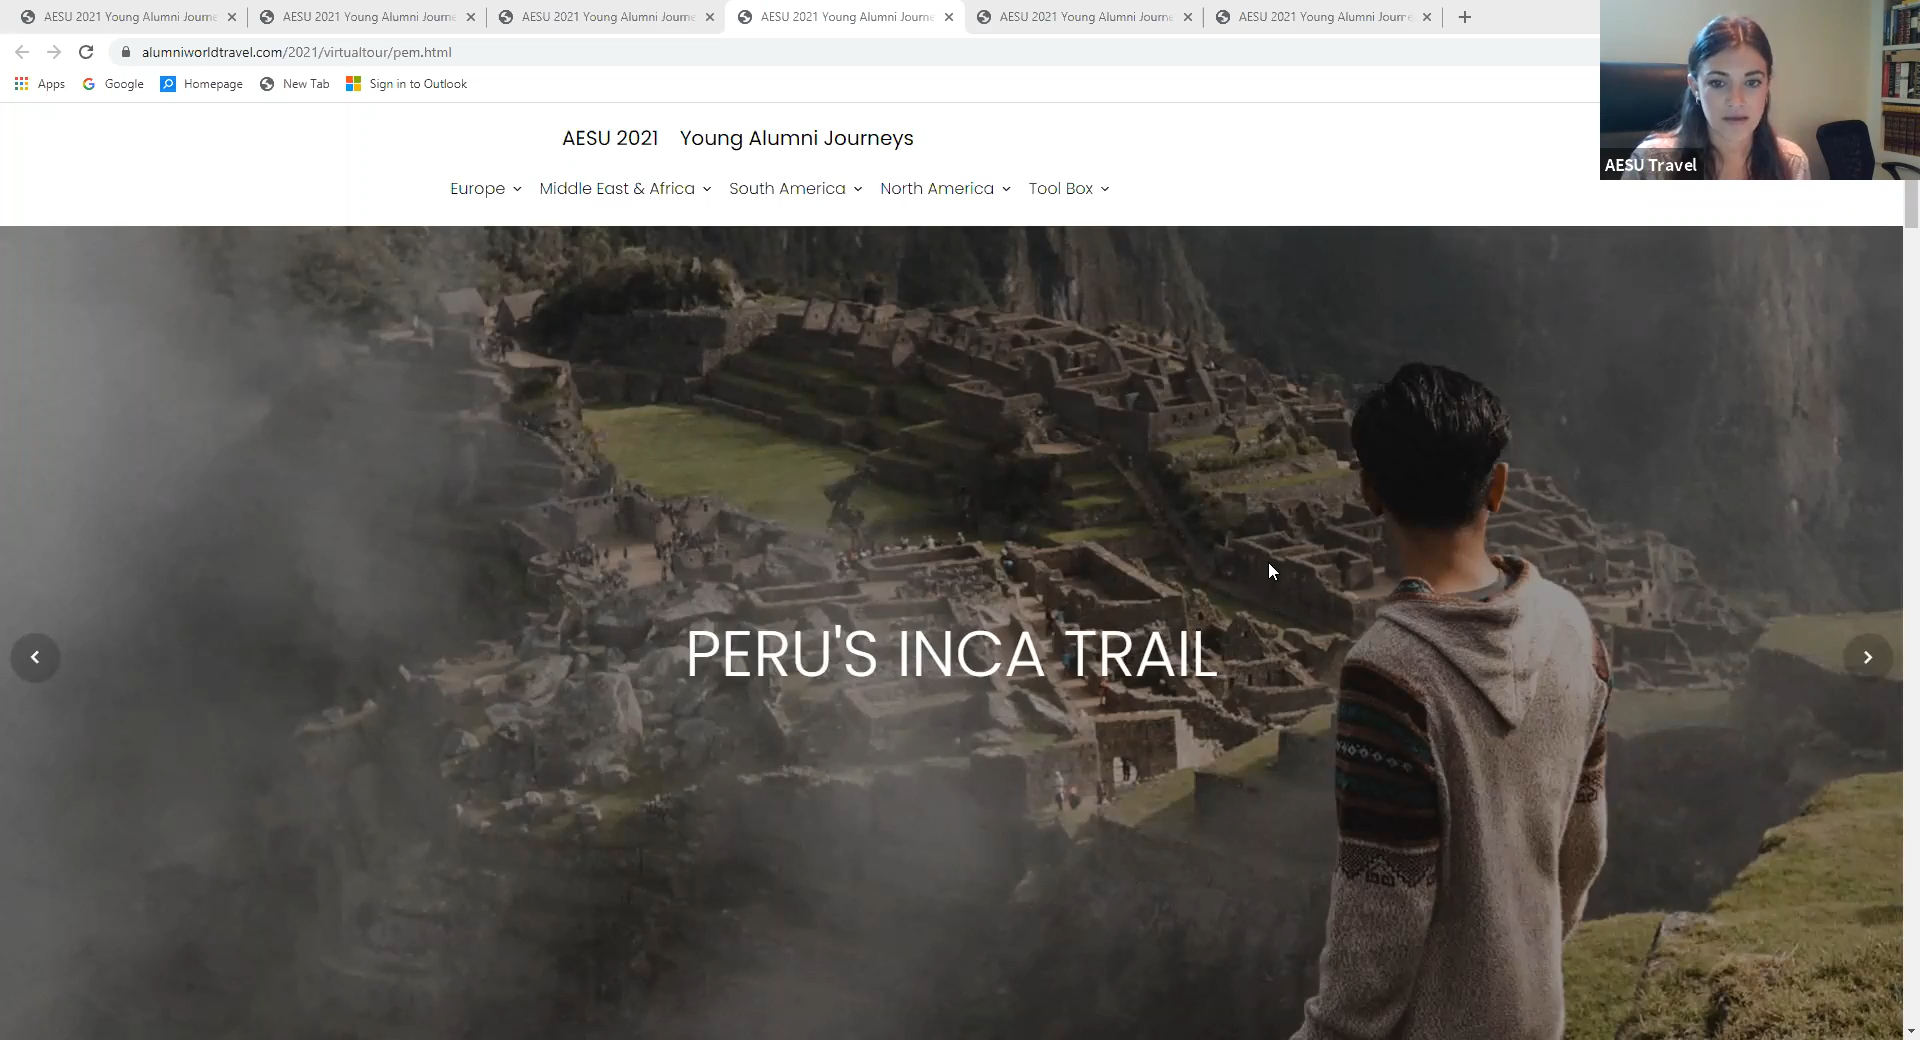 AESU 2021 Young Alumni Journe
AESU 2021 Young Alumni Journe
AESU 2021 Young Alumni Journe
AESU 2021 Young Alumni Journe
AESU 2021 Young Alumni Journe
AESU 2021 Young Alumni Journe
alumniworldtravel.com/2021/virtualtour/pem.html
Apps Google Homepage New Tab Sign in to Outlook
AESU Travel
AESU 2021 Young Alumni Journeys
Europe Middle East & Africa South America North America Tool Box
PERU'S INCA TRAIL